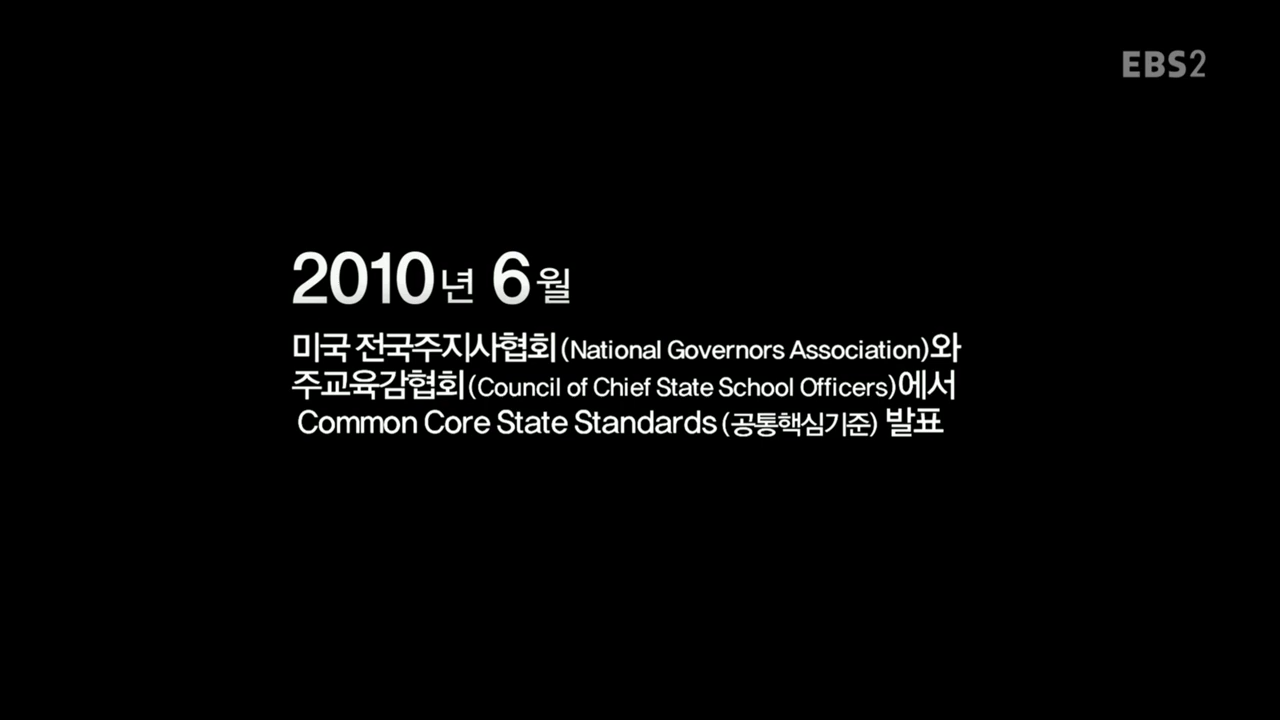 EBS2
2010년 6월
미국 전국주지사협회(National Governors Association)와
주교육감협회(Council of Chief State School Officers)에서
Common Core State Standards(공통핵심기준) 발표